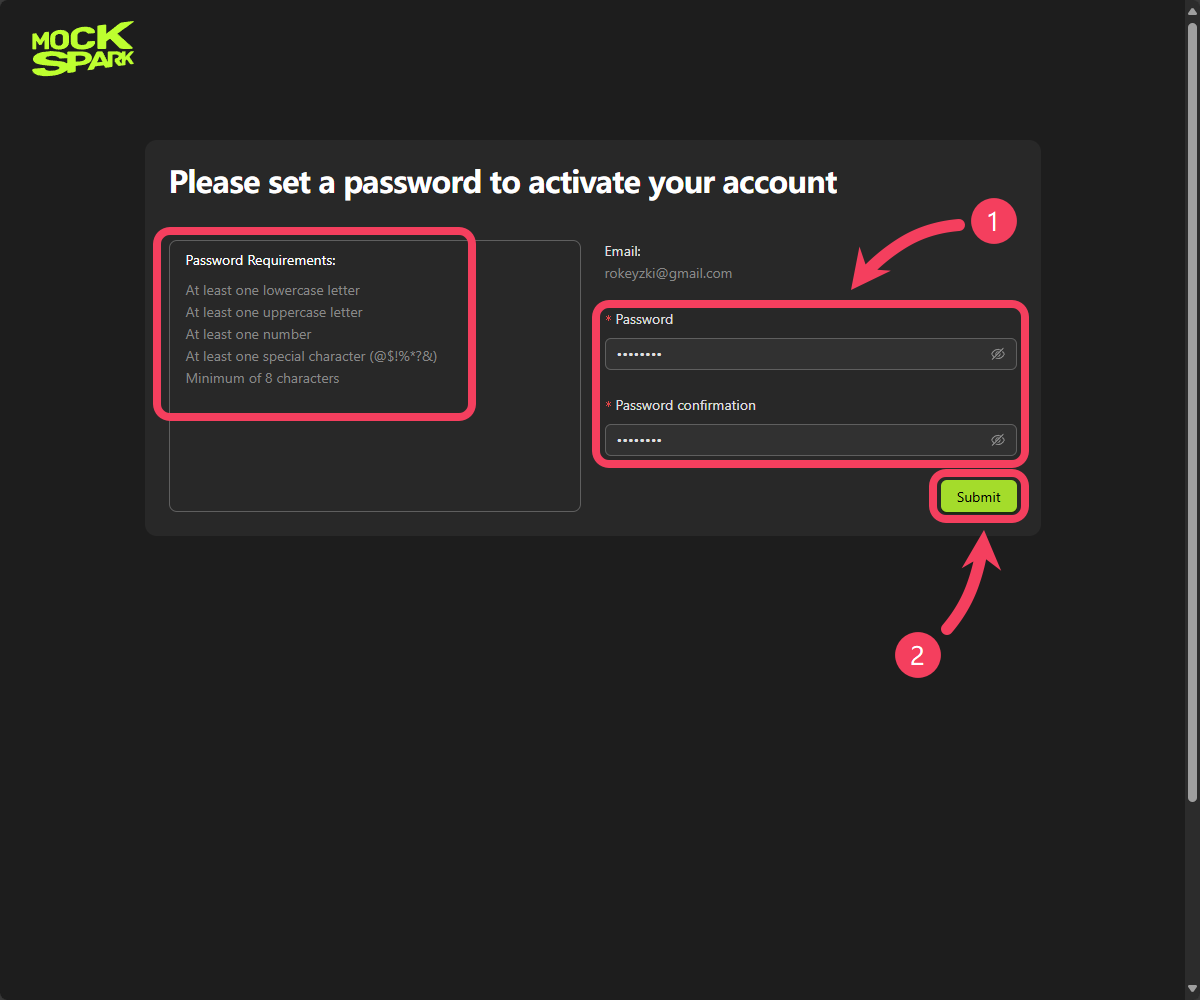 MOCK
SPARK
Please set a password to activate your account
1
Password Requirements:
At least one lowercase letter
At least one uppercase letter
At least one number
At least one special character (@$!%*?&)
Minimum of 8 characters
Email:
rokeyzki@gmail.com
* Password
••••••••
* Password confirmation
••••••••
Submit
2